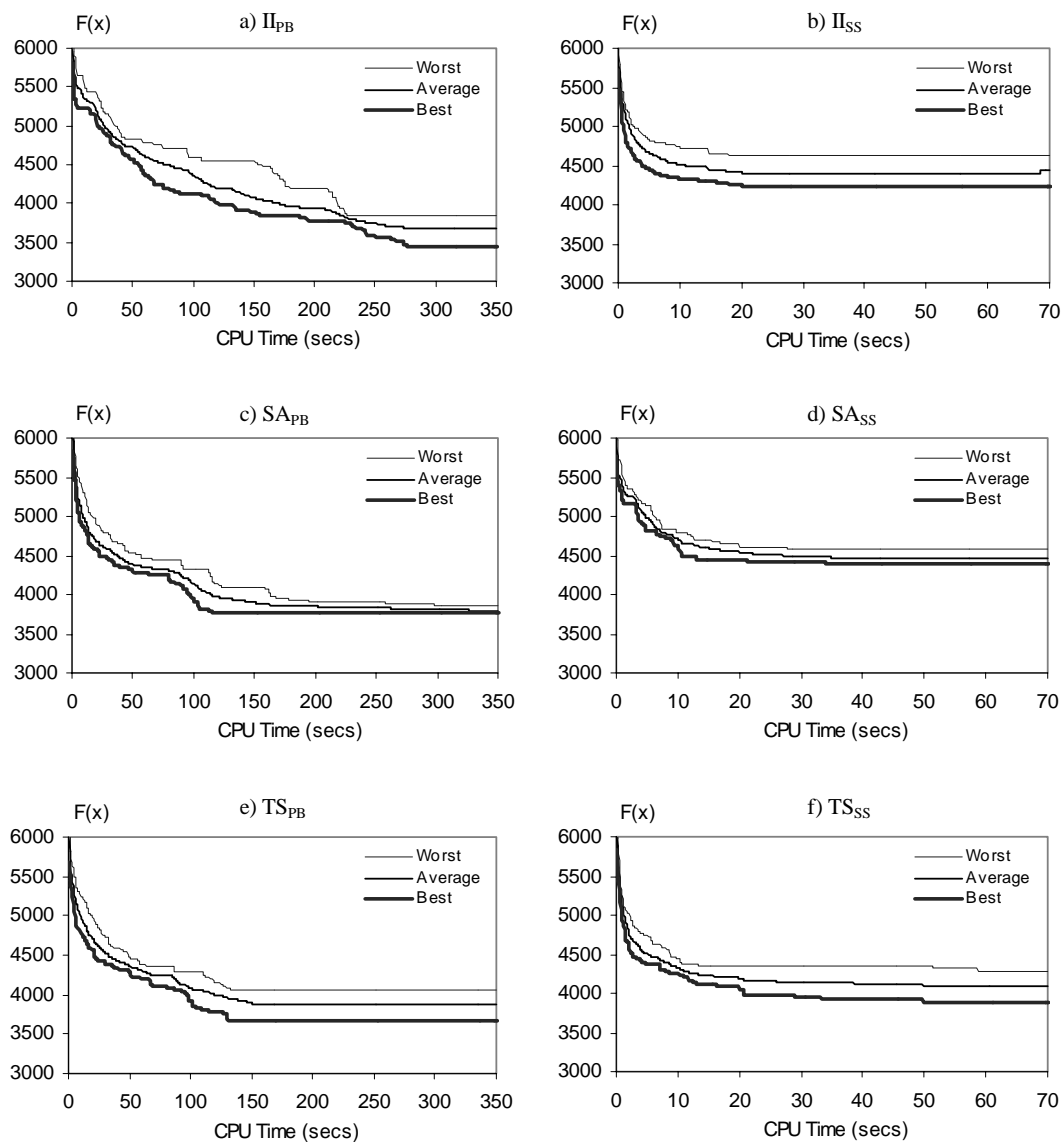 F(x)
a) II_PB
6000
5500
5000
4500
4000
3500
3000
Worst
Average
Best
0 50 100 150 200 250 300 350
CPU Time (secs)
F(x)
b) II_SS
6000
5500
5000
4500
4000
3500
3000
Worst
Average
Best
0 10 20 30 40 50 60 70
CPU Time (secs)
F(x)
c) SA_PB
6000
5500
5000
4500
4000
3500
3000
Worst
Average
Best
0 50 100 150 200 250 300 350
CPU Time (secs)
F(x)
d) SA_SS
6000
5500
5000
4500
4000
3500
3000
Worst
Average
Best
0 10 20 30 40 50 60 70
CPU Time (secs)
F(x)
e) TS_PB
6000
5500
5000
4500
4000
3500
3000
Worst
Average
Best
0 50 100 150 200 250 300 350
CPU Time (secs)
F(x)
f) TS_SS
6000
5500
5000
4500
4000
3500
3000
Worst
Average
Best
0 10 20 30 40 50 60 70
CPU Time (secs)